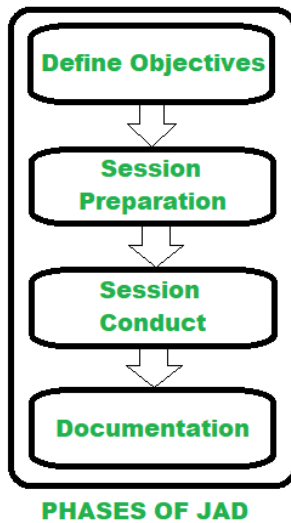 Define Objectives
Session
Preparation
Session
Conduct
Documentation
PHASES OF JAD